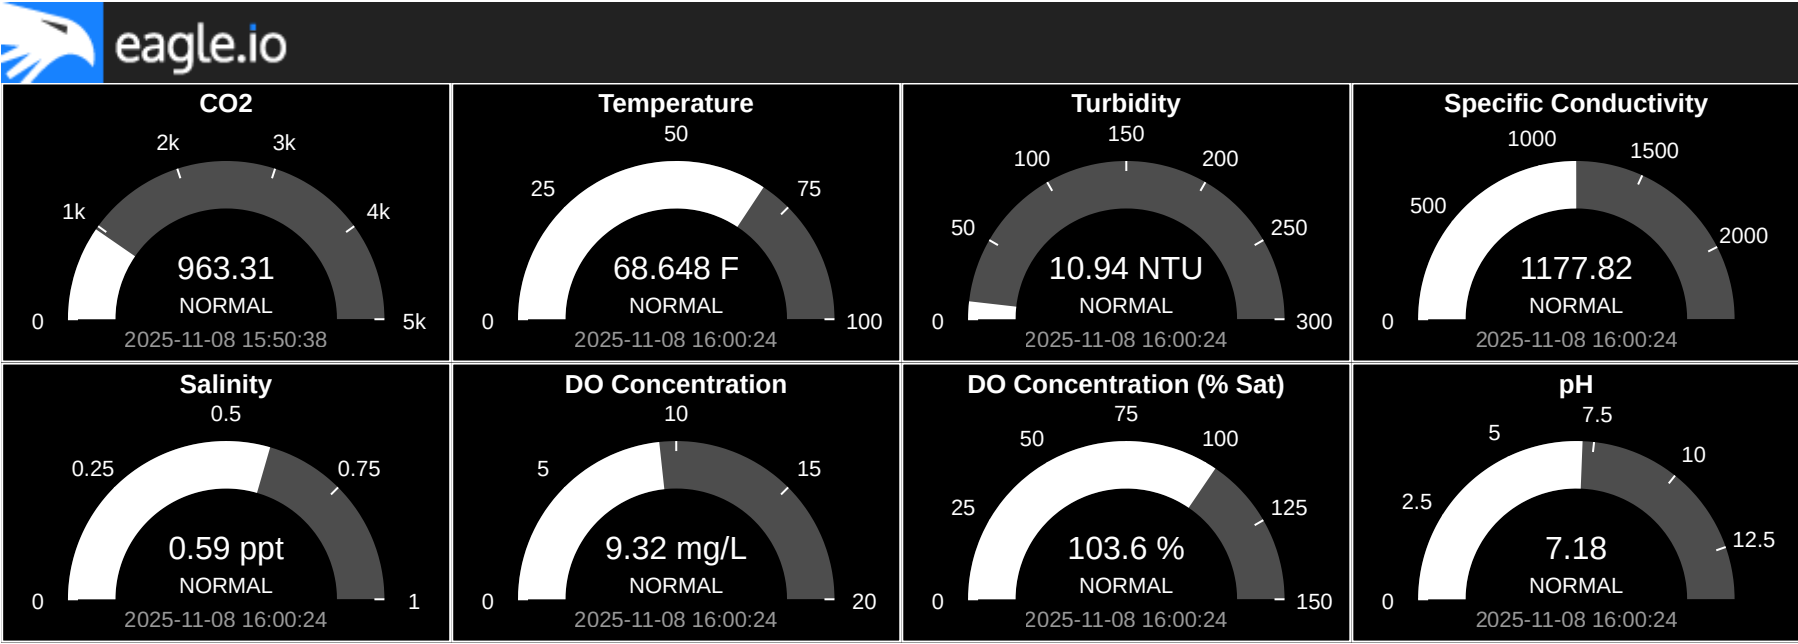 eagle.io
CO2
0 1k 2k 3k 4k 5k
963.31
NORMAL
2025-11-08 15:50:38
Temperature
0 25 50 75 100
68.648 F
NORMAL
2025-11-08 16:00:24
Turbidity
0 50 100 150 200 250 300
10.94 NTU
NORMAL
2025-11-08 16:00:24
Specific Conductivity
0 500 1000 1500 2000
1177.82
NORMAL
2025-11-08 16:00:24
Salinity
0 0.25 0.5 0.75 1
0.59 ppt
NORMAL
2025-11-08 16:00:24
DO Concentration
0 5 10 15 20
9.32 mg/L
NORMAL
2025-11-08 16:00:24
DO Concentration (% Sat)
0 25 50 75 100 125 150
103.6 %
NORMAL
2025-11-08 16:00:24
pH
0 2.5 5 7.5 10 12.5
7.18
NORMAL
2025-11-08 16:00:24